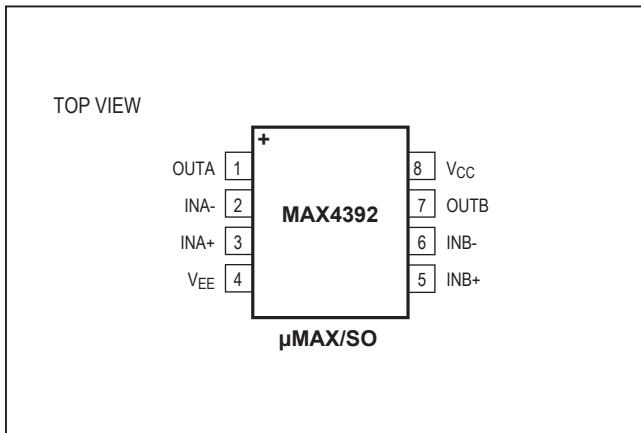 TOP VIEW
+
OUTA 1 8 VCC
INA- 2 MAX4392 7 OUTB
INA+ 3 6 INB-
VEE 4 5 INB+
µMAX/SO